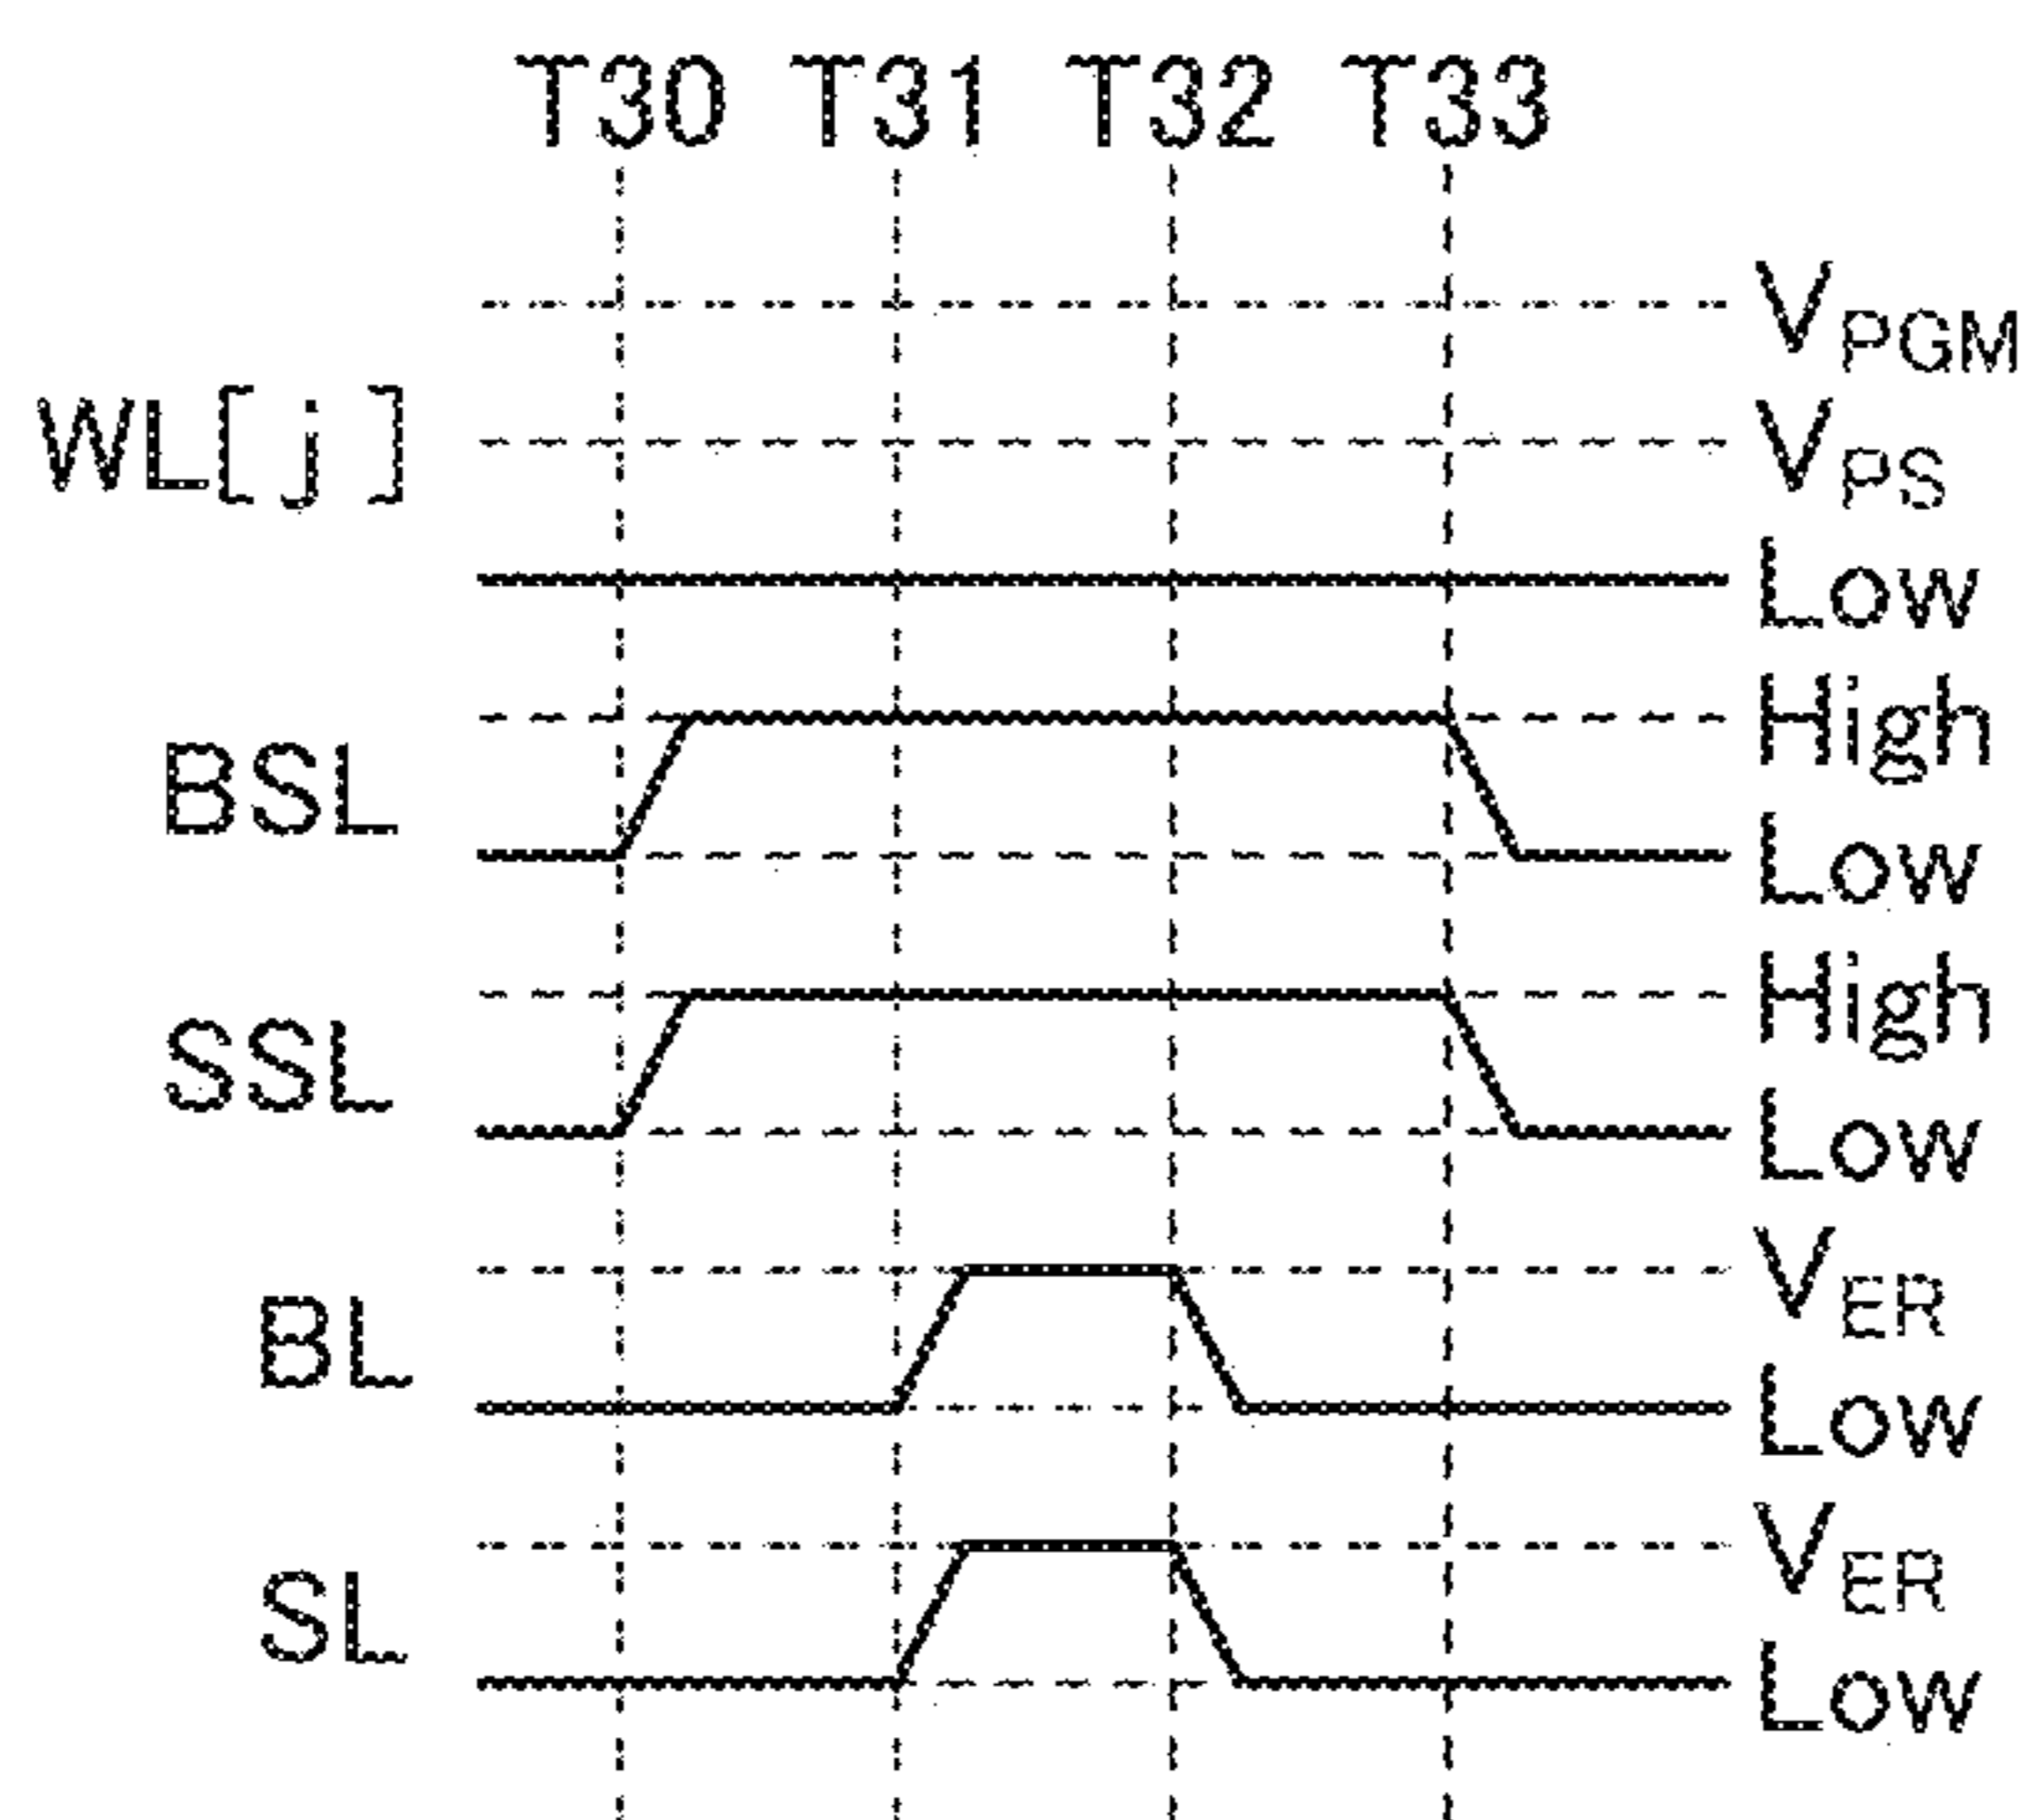 T30 T31 T32 T33
VPGM
WL[j] VPS
Low
High
BSL
Low
High
SSL
Low
VER
BL
Low
VER
SL
Low